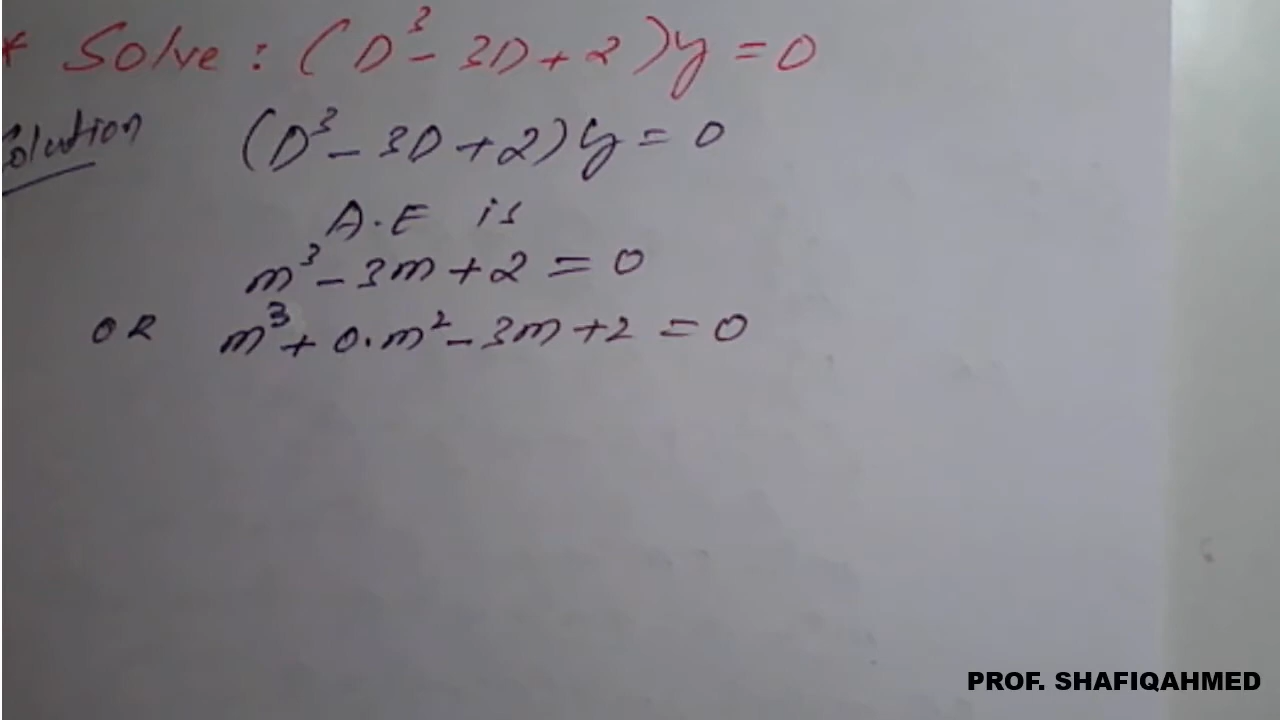 * Solve : (D³ - 3D + 2)y = 0
Solution (D³ - 3D + 2)y = 0
A.E is
m³ - 3m + 2 = 0
OR m³ + 0.m² - 3m + 2 = 0
PROF. SHAFIQAHMED